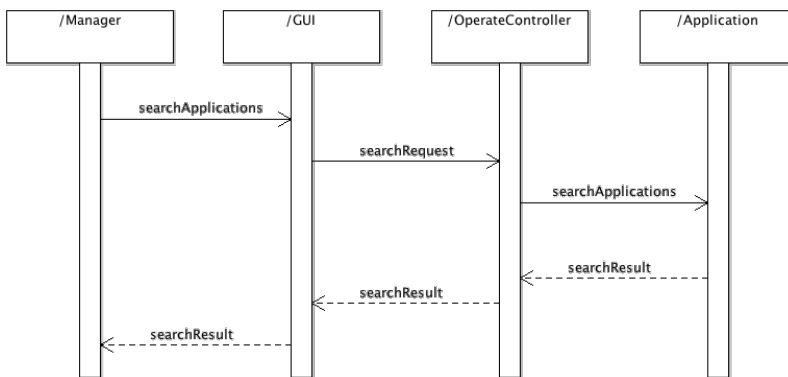 /Manager
/GUI
/OperateController
/Application
searchApplications
searchRequest
searchApplications
searchResult
searchResult
searchResult